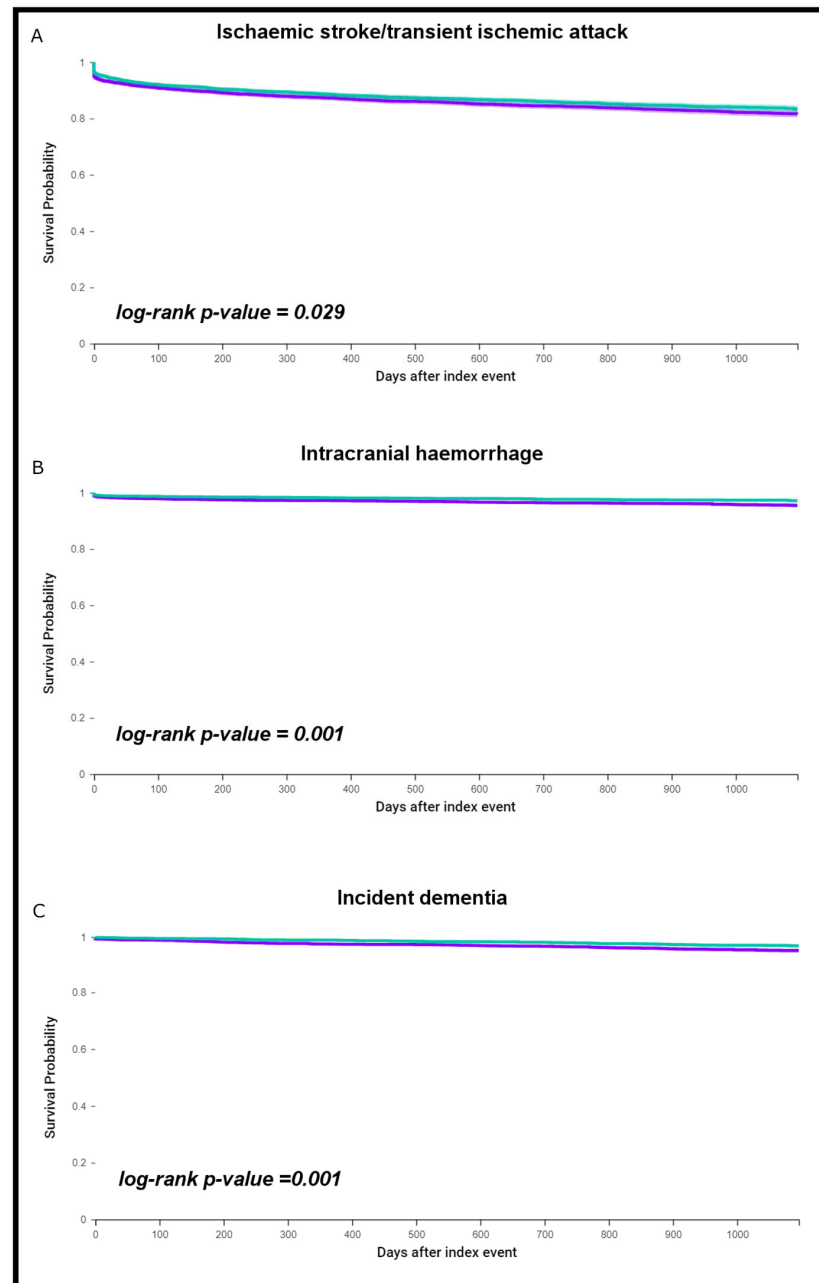 A
Ischaemic stroke/transient ischemic attack
1
0.8
0.6
0.4
0.2
0
Survival Probability
log-rank p-value = 0.029
0 100 200 300 400 500 600 700 800 900 1000
Days after index event
B
Intracranial haemorrhage
1
0.8
0.6
0.4
0.2
0
Survival Probability
log-rank p-value = 0.001
0 100 200 300 400 500 600 700 800 900 1000
Days after index event
C
Incident dementia
1
0.8
0.6
0.4
0.2
0
Survival Probability
log-rank p-value =0.001
0 100 200 300 400 500 600 700 800 900 1000
Days after index event